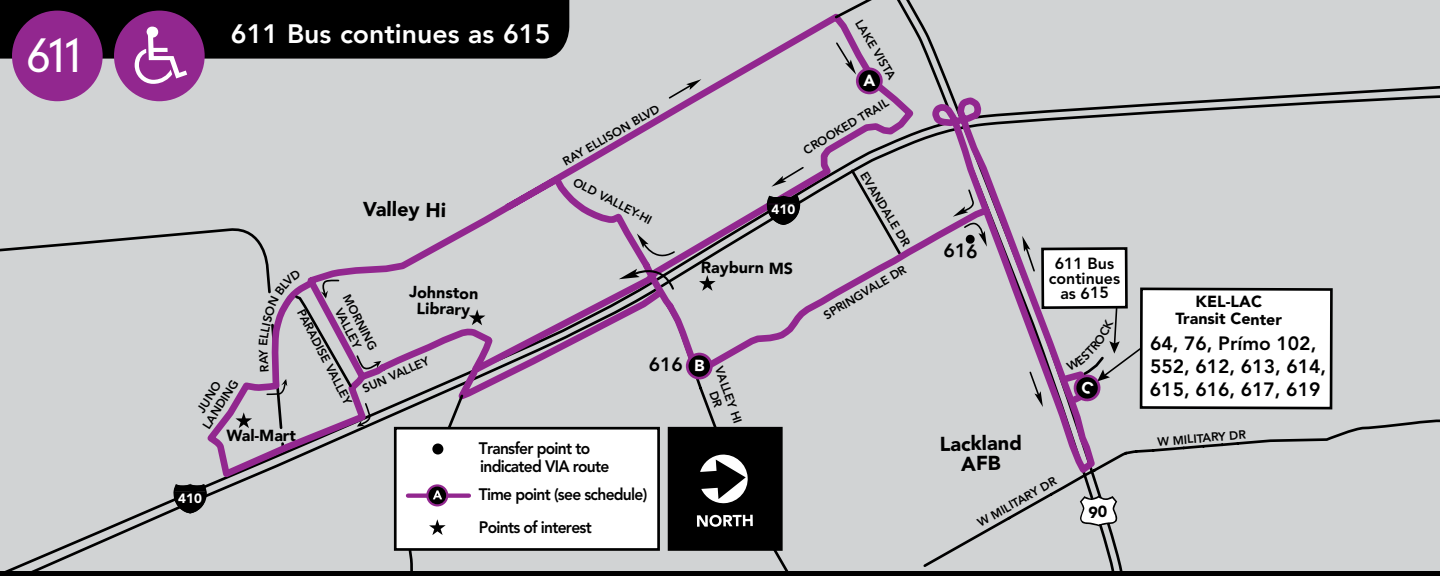 611
611 Bus continues as 615
LAKE VISTA
A
CROOKED TRAIL
RAY ELLISON BLVD
OLD VALLEY-HI
Valley Hi
410
EVANDALE DR
616
Rayburn MS
SPRINGVALE DR
611 Bus
continues
as 615
KEL-LAC
Transit Center
64, 76, Prímo 102,
552, 612, 613, 614,
615, 616, 617, 619
WESTROCK
C
RAY ELLISON BLVD
MORNING
VALLEY
PARADISE VALLEY
Johnston
Library
SUN VALLEY
616
B
VALLEY HI
DR
JUNO
LANDING
Wal-Mart
410
Lackland
AFB
W MILITARY DR
W MILITARY DR
90
Transfer point to
indicated VIA route
A
Time point (see schedule)
Points of interest
NORTH